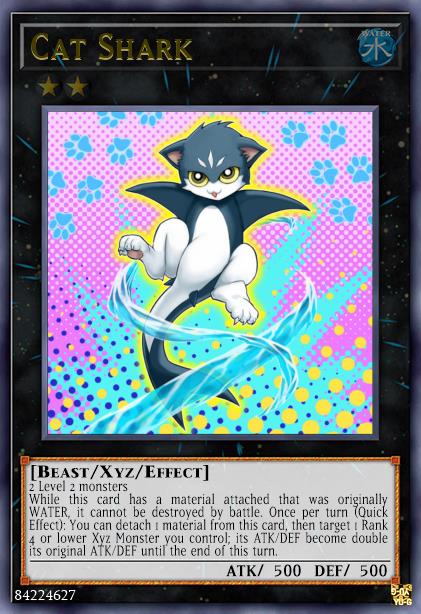 CAT SHARK
WATER
水
[BEAST/XYZ/EFFECT]
2 Level 2 monsters
While this card has a material attached that was originally
WATER, it cannot be destroyed by battle. Once per turn (Quick
Effect): You can detach 1 material from this card, then target 1 Rank
4 or lower Xyz Monster you control; its ATK/DEF become double
its original ATK/DEF until the end of this turn.
ATK/ 500 DEF/ 500
84224627